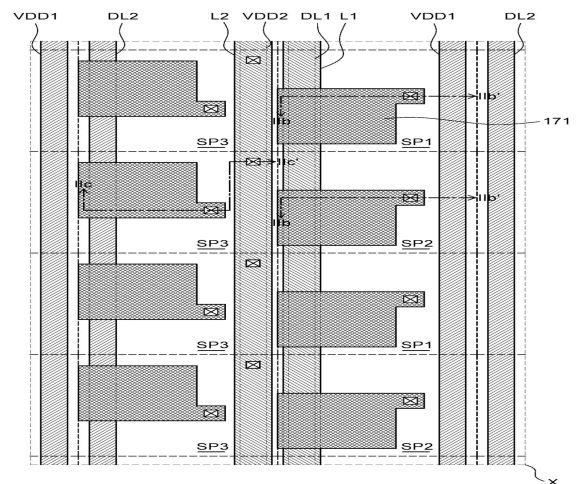 VDD1 DL2 L2 VDD2 DL1 L1 VDD1 DL2
IIb IIb'
171
SP3 SP1
IIc IIc'
IIb IIb'
SP3 SP2
SP3 SP1
SP3 SP2
X